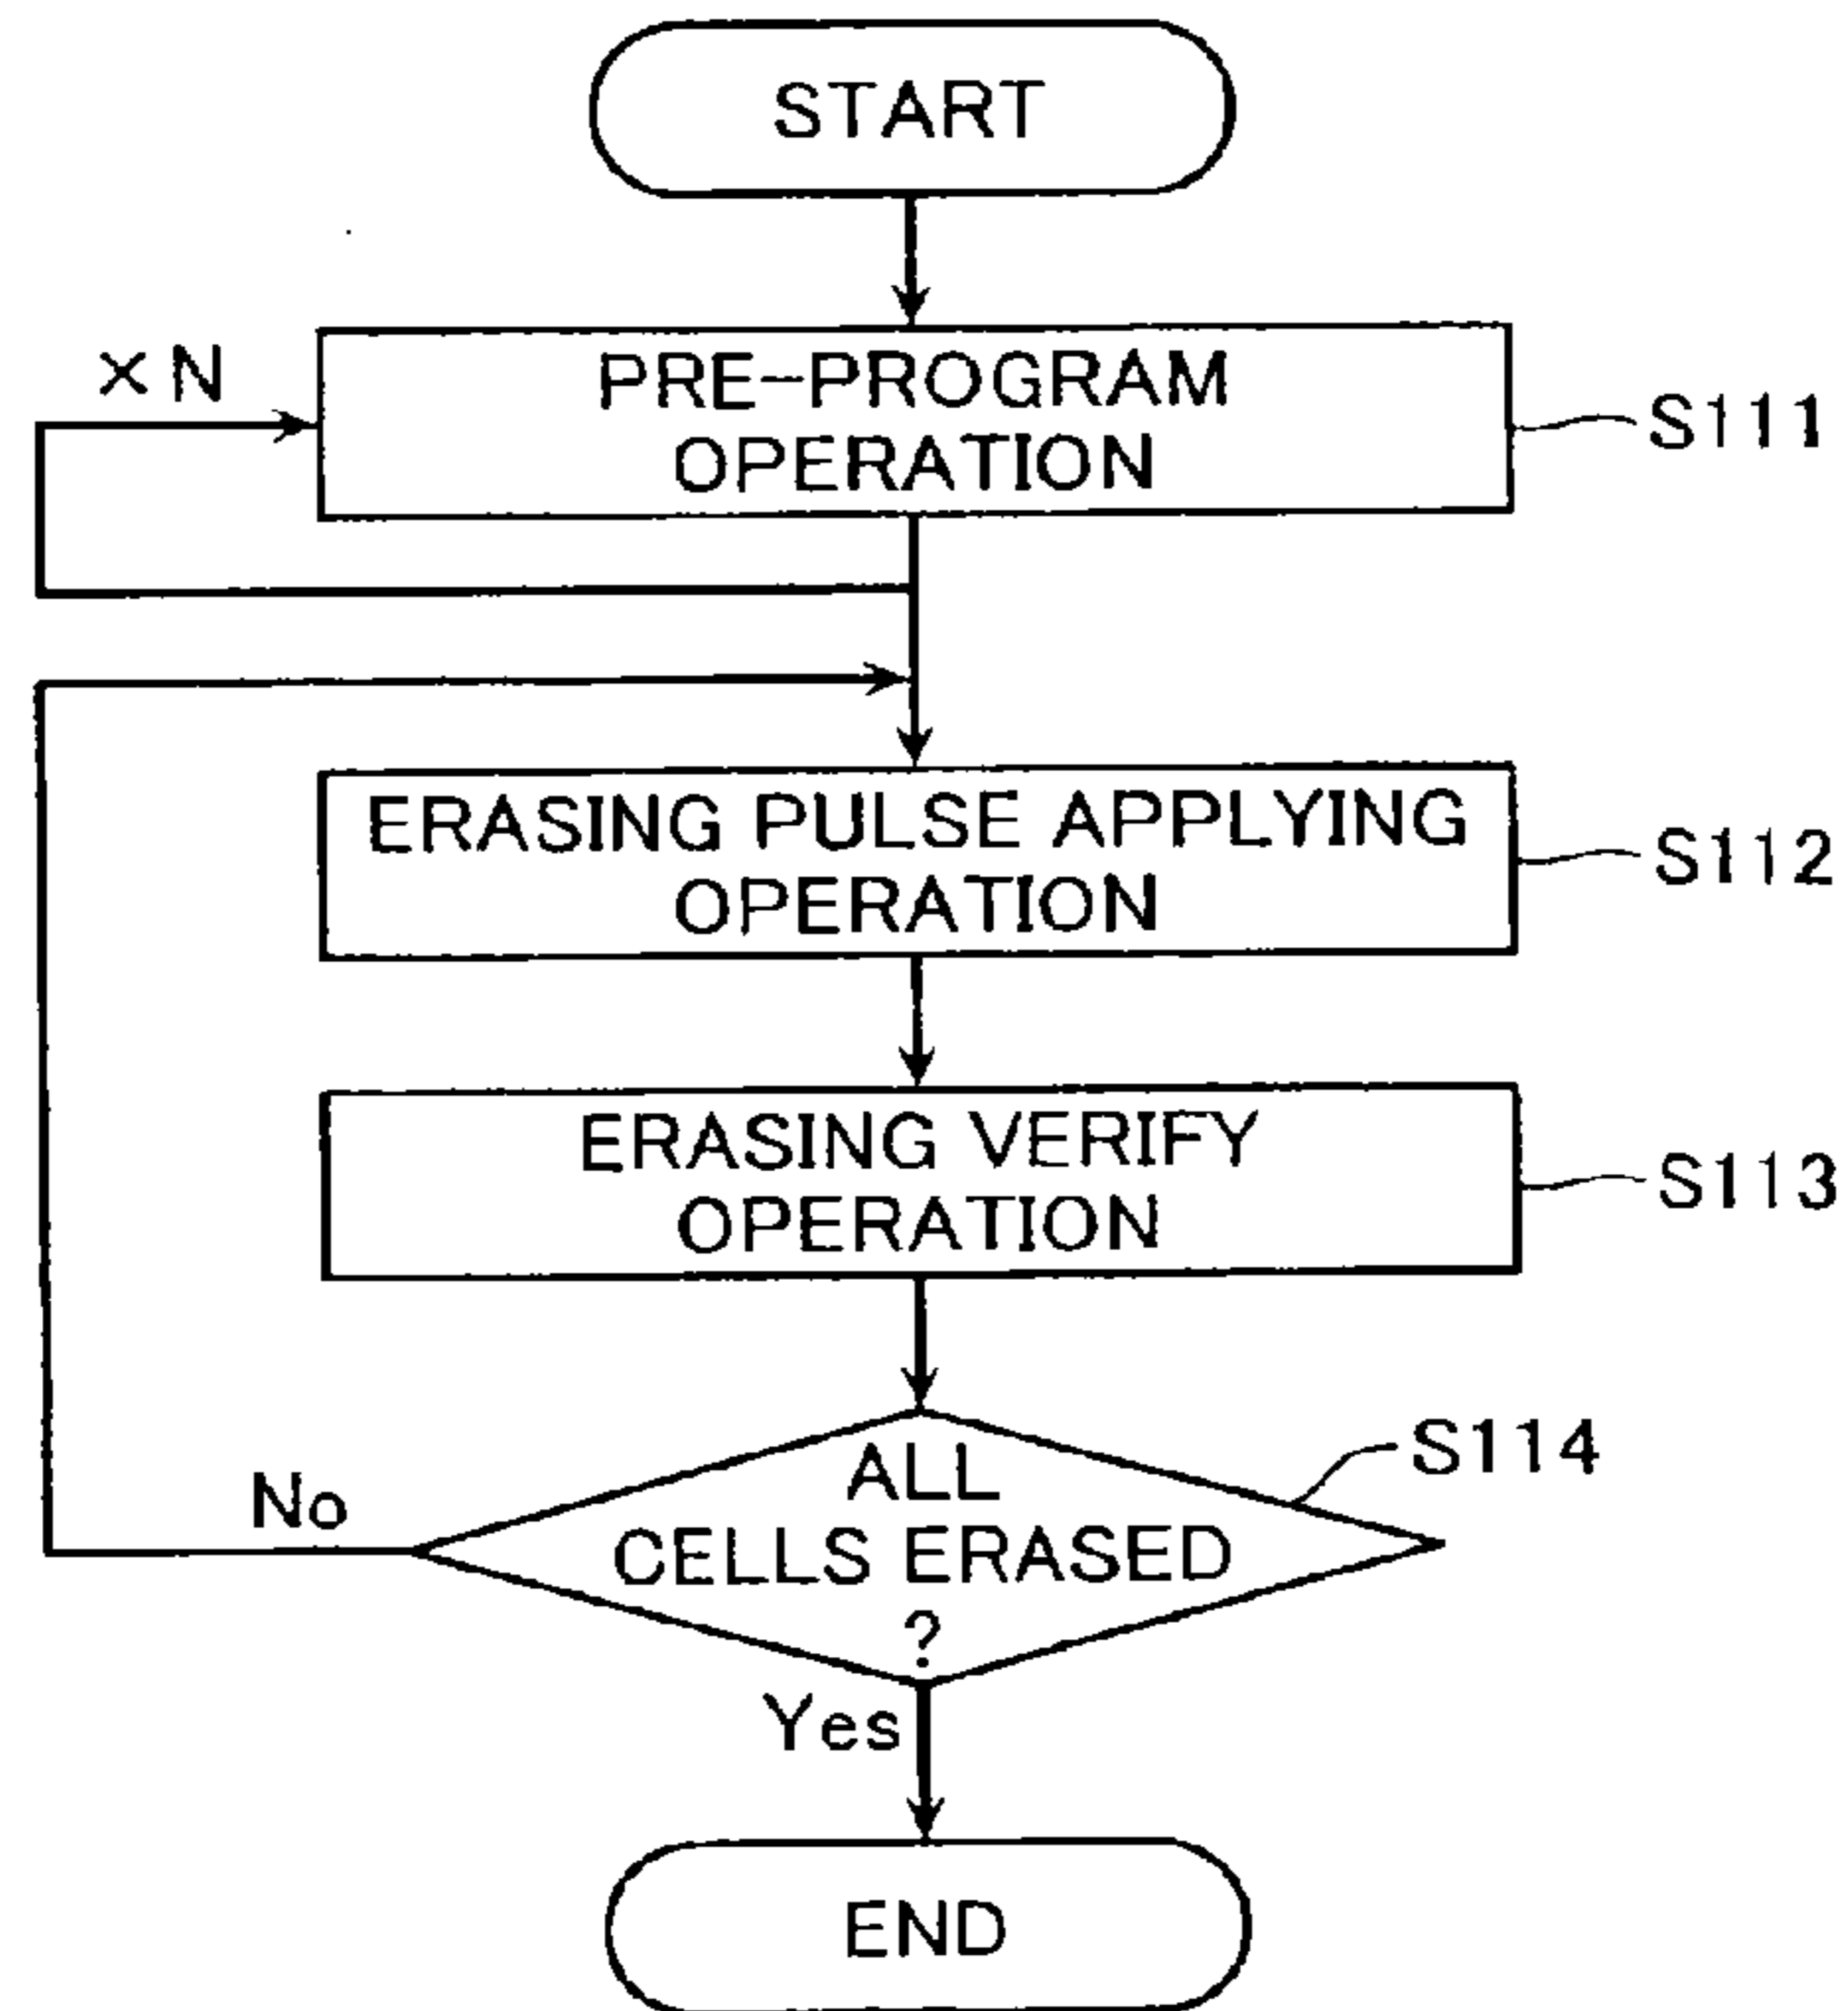 START
×N
PRE-PROGRAM
OPERATION
S111
ERASING PULSE APPLYING
OPERATION
S112
ERASING VERIFY
OPERATION
S113
ALL
CELLS ERASED
?
S114
No
Yes
END